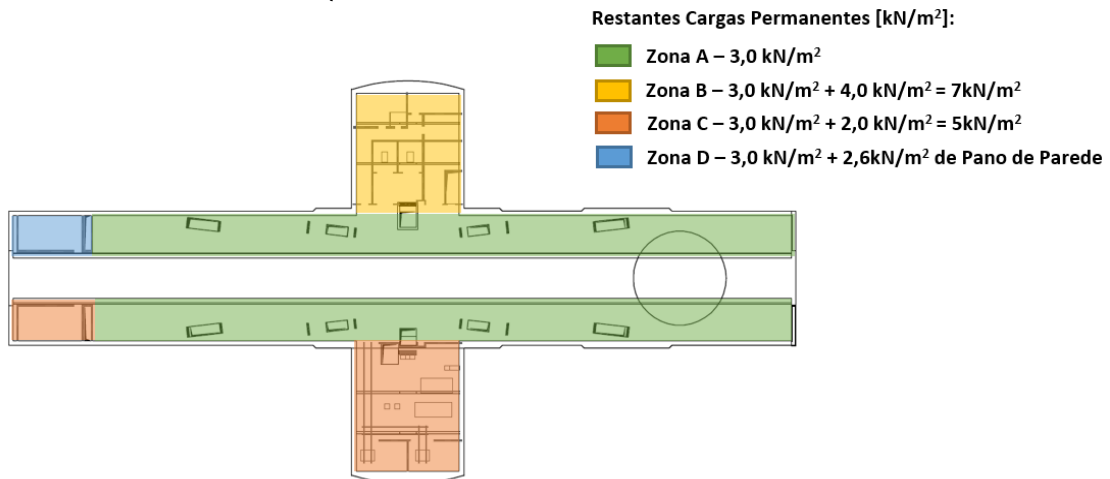 Restantes Cargas Permanentes [kN/m²]:
Zona A – 3,0 kN/m²
Zona B – 3,0 kN/m² + 4,0 kN/m² = 7kN/m²
Zona C – 3,0 kN/m² + 2,0 kN/m² = 5kN/m²
Zona D – 3,0 kN/m² + 2,6kN/m² de Pano de Parede